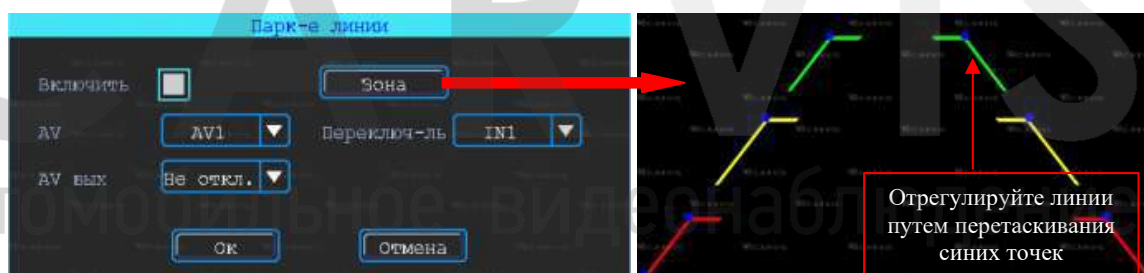 Парк-е линии
Включить
Зона
AV
AV1
Переключ-ль
IN1
AV вых
Не откл.
Ок
Отмена
Отрегулируйте линии
путем перетаскивания
синих точек